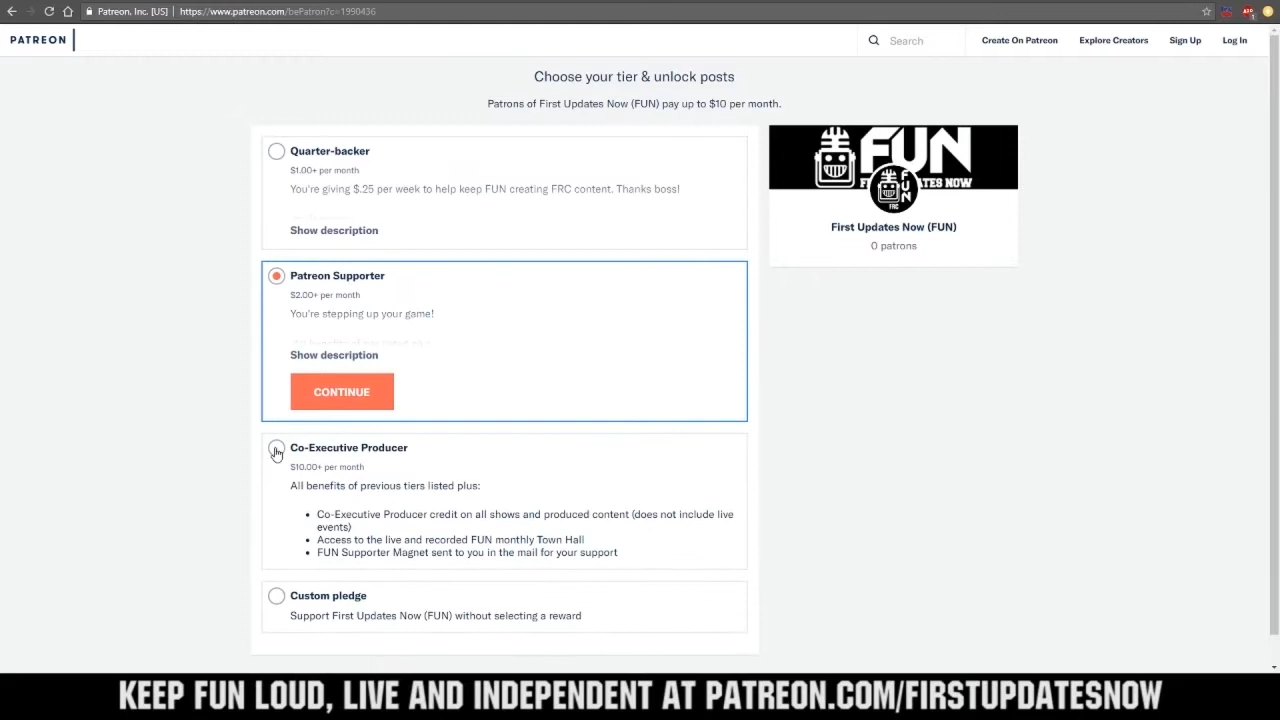 Patreon, Inc. [US] | https://www.patreon.com/bePatron?c=1990436
PATREON
Search
Create On Patreon
Explore Creators
Sign Up
Log In
Choose your tier & unlock posts
Patrons of First Updates Now (FUN) pay up to $10 per month.
Quarter-backer
$1.00+ per month
You're giving $.25 per week to help keep FUN creating FRC content. Thanks boss!
Show description
Patreon Supporter
$2.00+ per month
You're stepping up your game!
Show description
CONTINUE
Co-Executive Producer
$10.00+ per month
All benefits of previous tiers listed plus:
• Co-Executive Producer credit on all shows and produced content (does not include live
events)
• Access to the live and recorded FUN monthly Town Hall
• FUN Supporter Magnet sent to you in the mail for your support
Custom pledge
Support First Updates Now (FUN) without selecting a reward
FUN
FUN
FRC
First Updates Now (FUN)
0 patrons
KEEP FUN LOUD, LIVE AND INDEPENDENT AT PATREON.COM/FIRSTUPDATESNOW